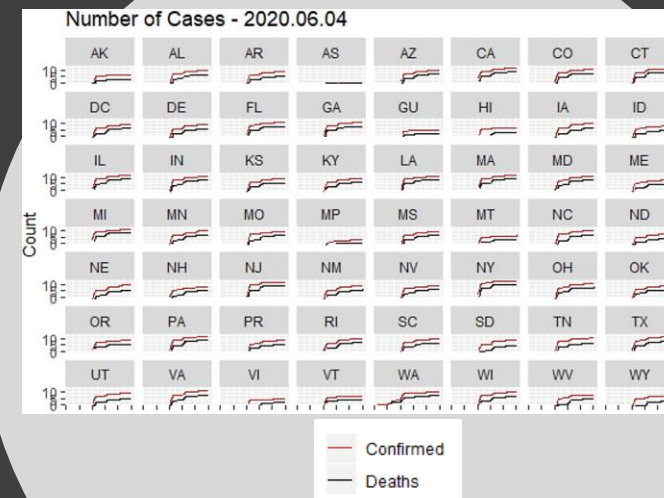 Number of Cases - 2020.06.04
AK AL AR AS AZ CA CO CT
DC DE FL GA GU HI IA ID
IL IN KS KY LA MA MD ME
MI MN MO MP MS MT NC ND
NE NH NJ NM NV NY OH OK
OR PA PR RI SC SD TN TX
UT VA VI VT WA WI WV WY
Count
Confirmed
Deaths